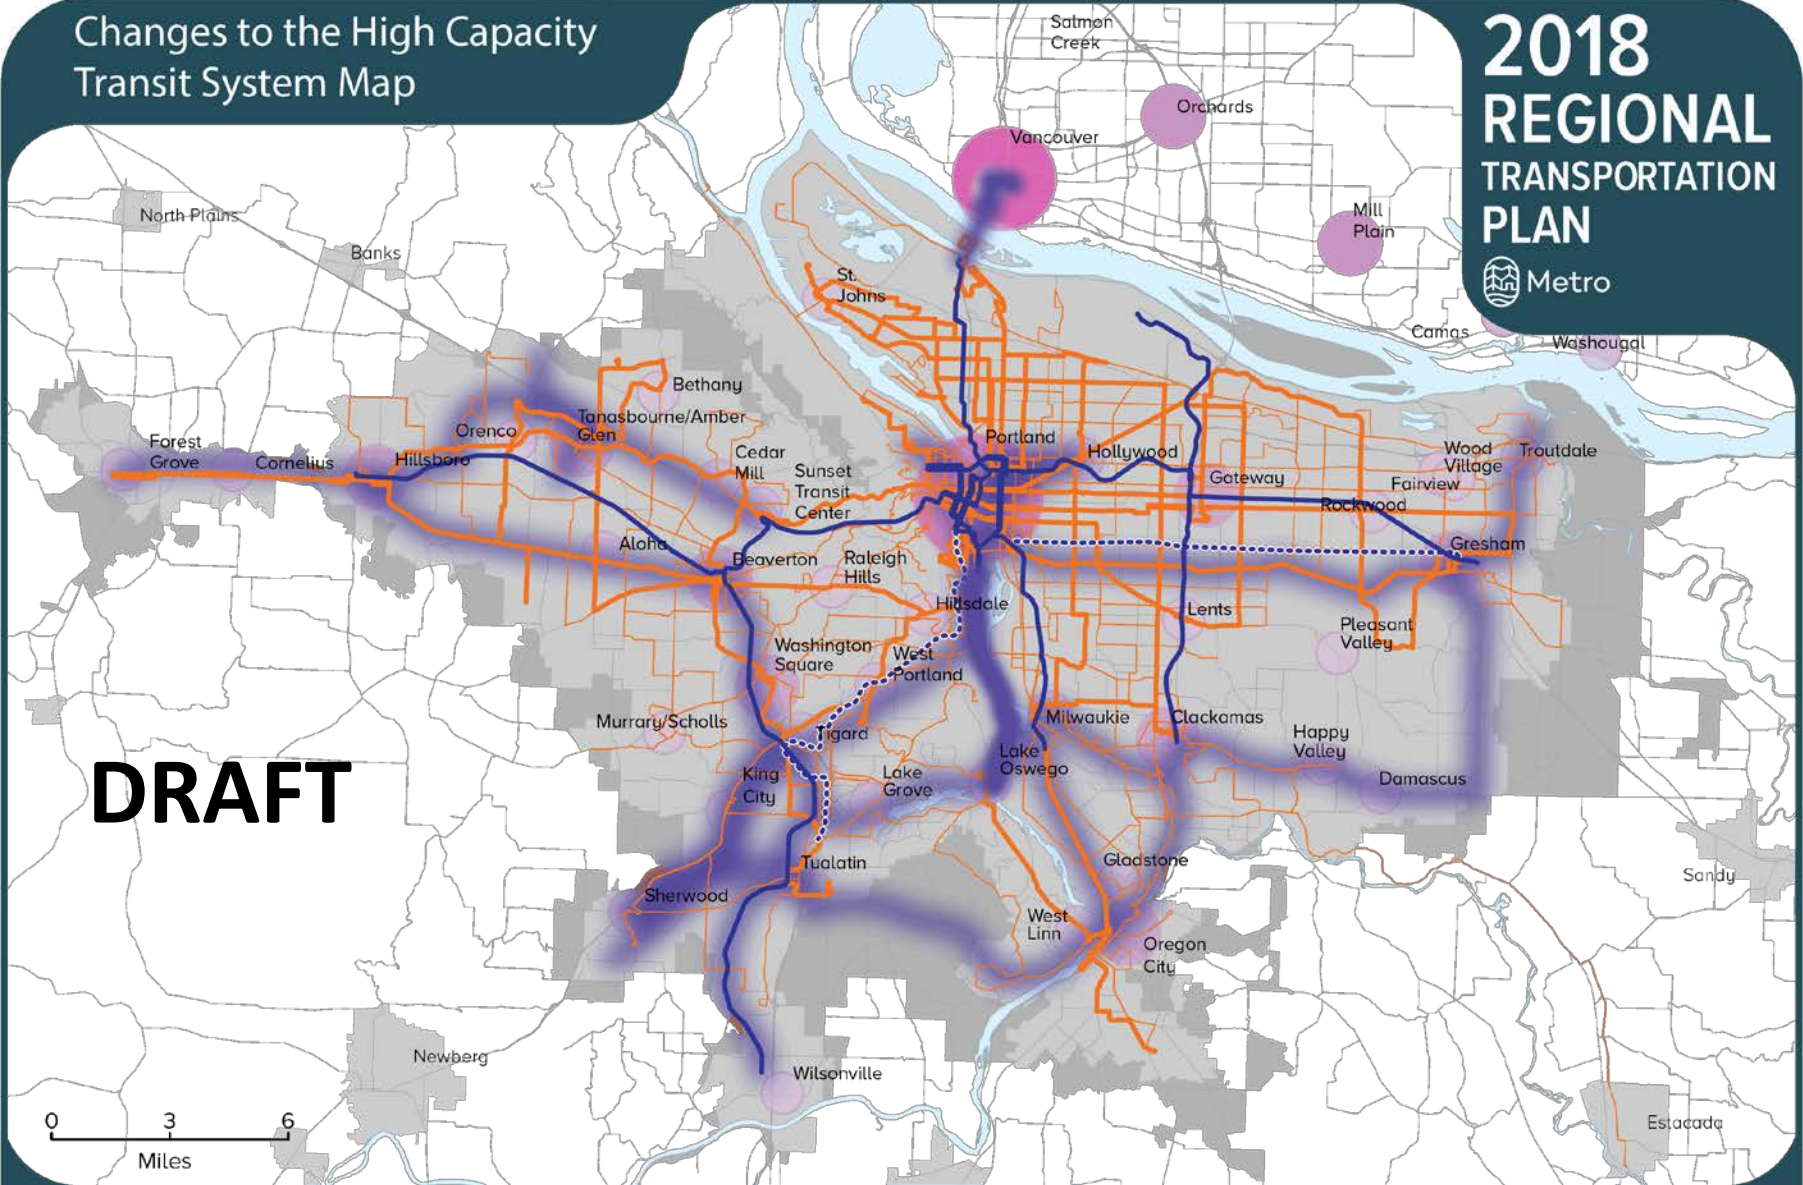 Changes to the High Capacity
Transit System Map
2018
REGIONAL
TRANSPORTATION
PLAN
Metro
Salmon
Creek
Orchards
Vancouver
Mill
Plain
North Plains
Banks
St.
Johns
Camas
Washougal
Bethany
Tanasbourne/Amber
Glen
Orenco
Forest
Grove
Cornelius
Hillsboro
Cedar
Mill
Sunset
Transit
Center
Portland
Hollywood
Gateway
Wood
Village
Troutdale
Fairview
Rockwood
Gresham
Aloha
Beaverton
Raleigh
Hills
Hillsdale
Lents
Pleasant
Valley
Washington
Square
West
Portland
Murrary/Scholls
Tigard
Milwaukie
Clackamas
Happy
Valley
Damascus
DRAFT
King
City
Lake
Grove
Lake
Oswego
Tualatin
Gladstone
Sherwood
West
Linn
Oregon
City
Sandy
Newberg
Wilsonville
Estacada
0 3 6
Miles